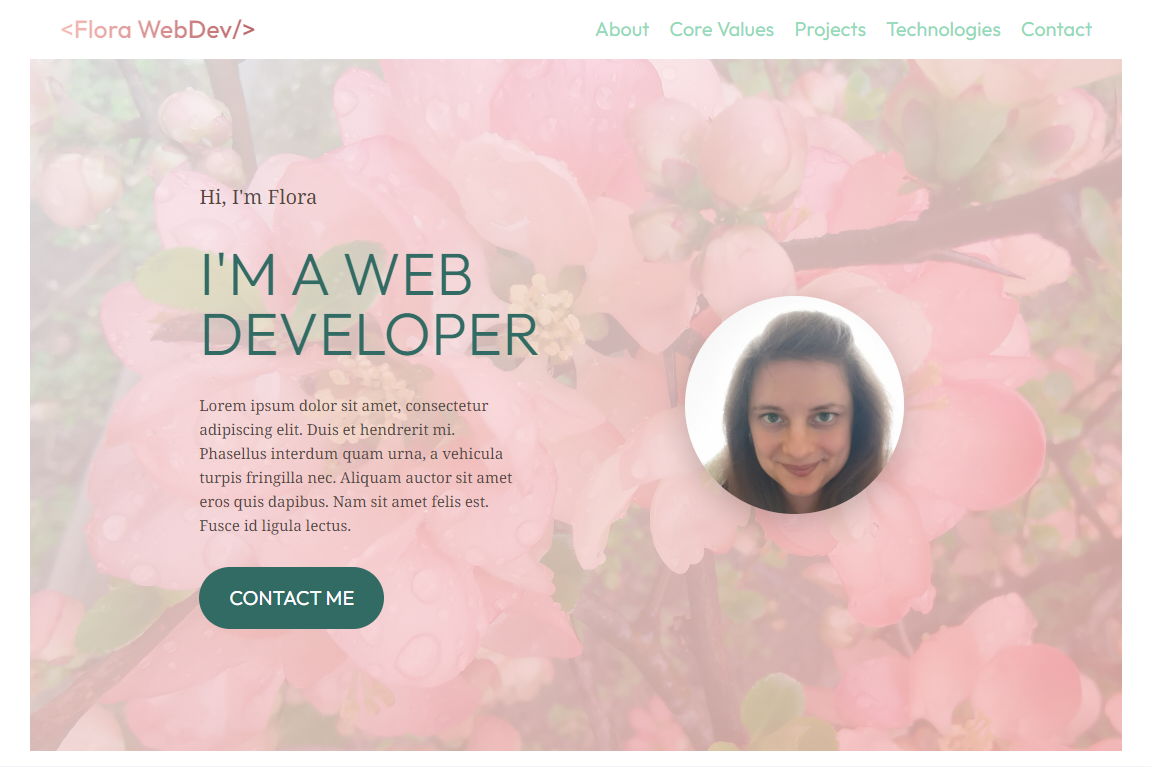 <Flora WebDev/>
About Core Values Projects Technologies Contact
Hi, I'm Flora
I'M A WEB
DEVELOPER
Lorem ipsum dolor sit amet, consectetur
adipiscing elit. Duis et hendrerit mi.
Phasellus interdum quam urna, a vehicula
turpis fringilla nec. Aliquam auctor sit amet
eros quis dapibus. Nam sit amet felis est.
Fusce id ligula lectus.
CONTACT ME